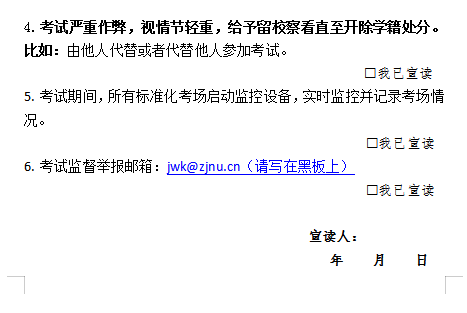 4. 考试严重作弊，视情节轻重，给予留校察看直至开除学籍处分。
比如：由他人代替或者代替他人参加考试。
□我已宣读
5. 考试期间，所有标准化考场启动监控设备，实时监控并记录考场情
况。
□我已宣读
6. 考试监督举报邮箱：jwk@zjnu.cn（请写在黑板上）
□我已宣读
宣读人：
年 月 日